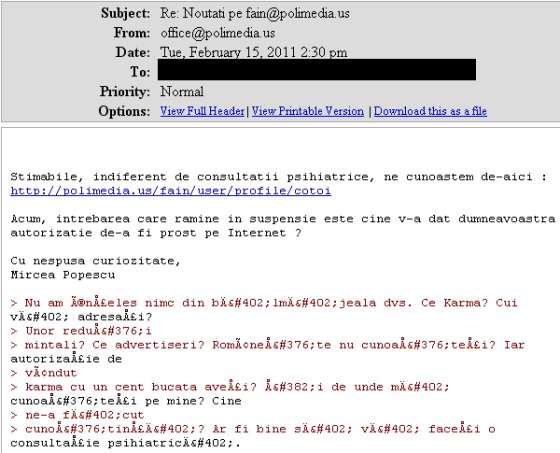 Subject: Re: Noutati pe fain@polimedia.us
From: office@polimedia.us
Date: Tue, February 15, 2011 2:30 pm
To:
Priority: Normal
Options: View Full Header | View Printable Version | Download this as a file
Stimabile, indiferent de consultatii psihiatrice, ne cunoastem de-aici :
http://polimedia.us/fain/user/profile/cotoi
Acum, intrebarea care ramine in suspensie este cine v-a dat dumneavoastra
autorizatie de-a fi prost pe Internet ?
Cu nespusa curiozitate,
Mircea Popescu
> Nu am Ã®nÅ£eles nimc din bÄ&#402;lmÄ&#402;jeala dvs. Ce Karma? Cui
vÄ&#402; adresaÅ£i?
> Unor reduÅ&#376;i
> mintali? Ce advertiseri? RomÃ¢neÅ&#376;te nu cunoaÅ&#376;teÅ£i? Iar
autorizaÅ£ie de
> vÃ¢ndut
> karma cu un cent bucata aveÅ£i? Å&#382;i de unde mÄ&#402;
cunoaÅ&#376;teÅ£i pe mine? Cine
> ne-a fÄ&#402;cut
> cunoÅ&#376;tinÅ£Ä&#402;? Ar fi bine sÄ&#402; vÄ&#402; faceÅ£i o
consultaÅ£ie psihiatricÄ&#402;.